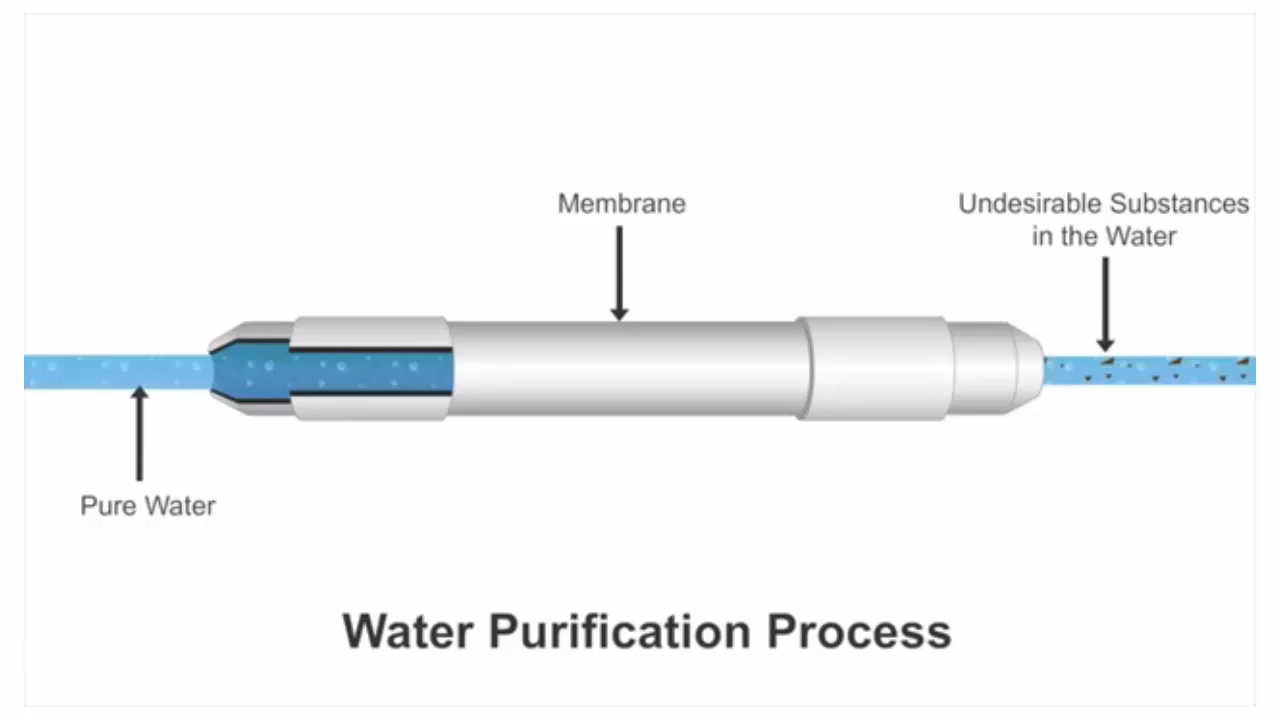 Membrane
Undesirable Substances
in the Water
Pure Water
Water Purification Process